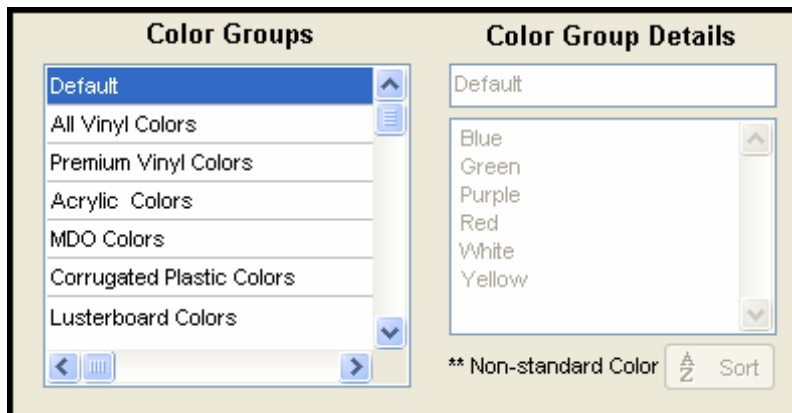 Color Groups
Default
All Vinyl Colors
Premium Vinyl Colors
Acrylic  Colors
MDO Colors
Corrugated Plastic Colors
Lusterboard Colors
Color Group Details
Default
Blue
Green
Purple
Red
White
Yellow
** Non-standard Color
A
Z
Sort